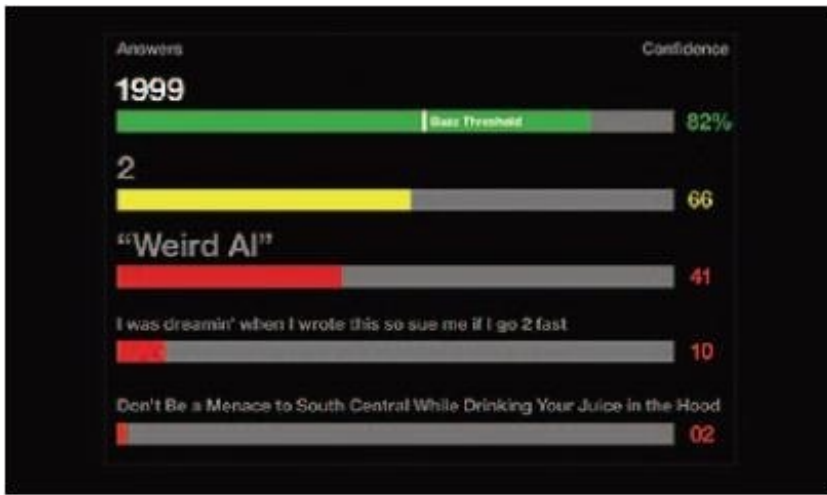 Answers Confidence
1999
Buzz Threshold 82%
2
66
“Weird Al”
41
I was dreamin' when I wrote this so sue me if I go 2 fast
10
Don't Be a Menace to South Central While Drinking Your Juice in the Hood
02